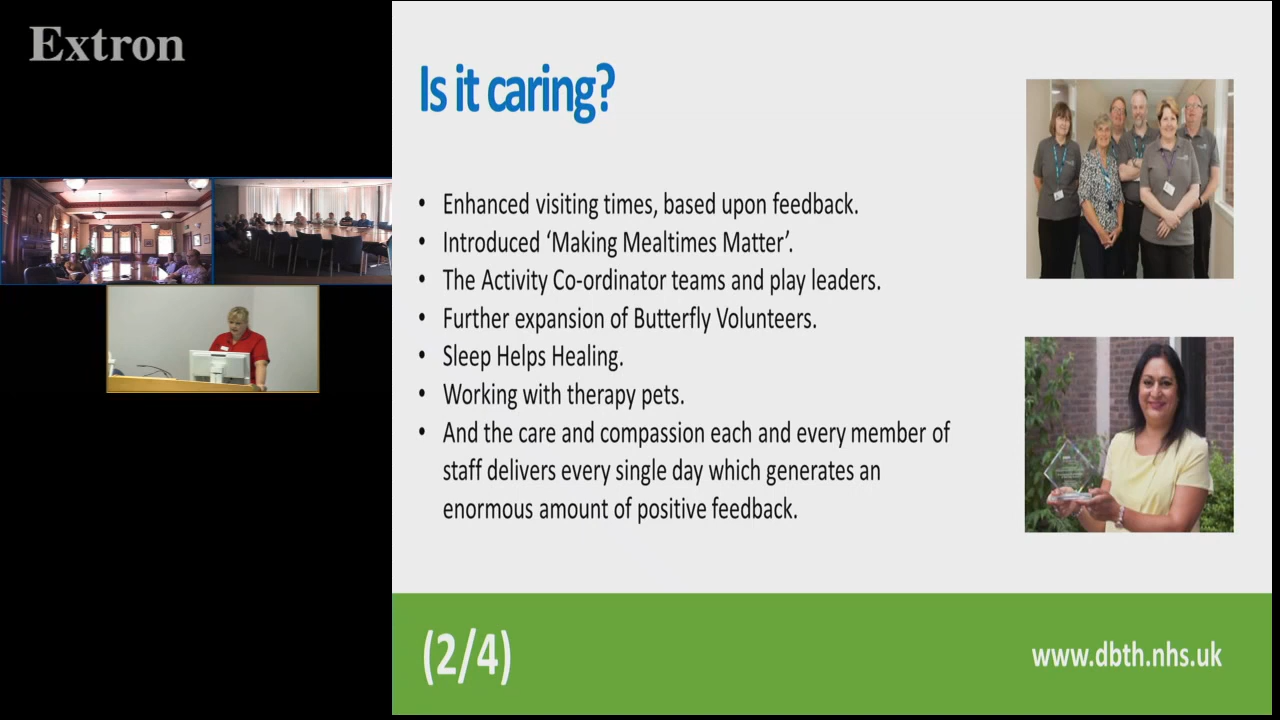 Extron
Is it caring?
• Enhanced visiting times, based upon feedback.
• Introduced ‘Making Mealtimes Matter’.
• The Activity Co-ordinator teams and play leaders.
• Further expansion of Butterfly Volunteers.
• Sleep Helps Healing.
• Working with therapy pets.
• And the care and compassion each and every member of
staff delivers every single day which generates an
enormous amount of positive feedback.
(2/4)
www.dbth.nhs.uk